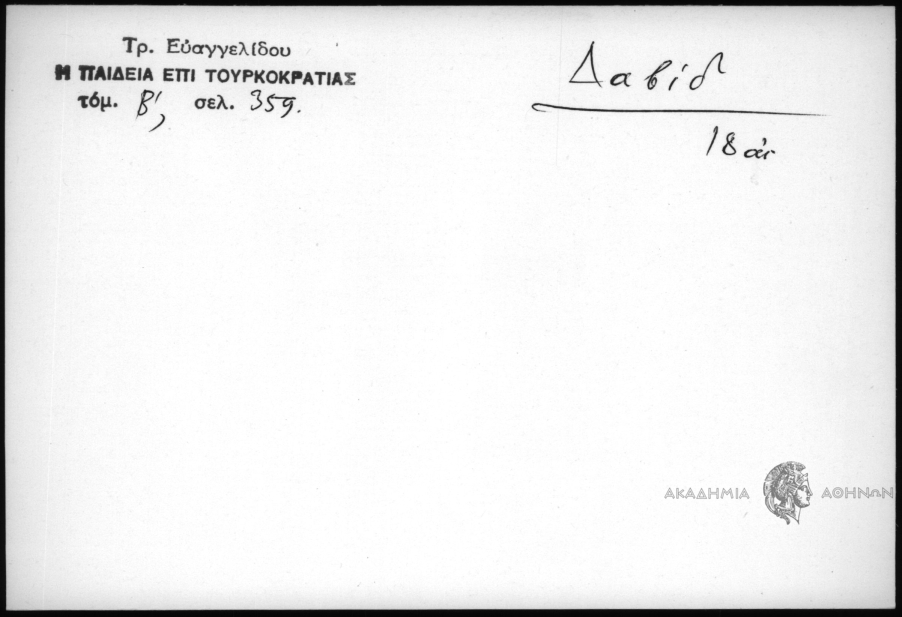 Τρ. Εὐαγγελίδου
Η ΠΑΙΔΕΙΑ ΕΠΙ ΤΟΥΡΚΟΚΡΑΤΙΑΣ
τόμ. Β', σελ. 359.
Δαβίδ
18 αἰ.
ΑΚΑΔΗΜΙΑ ΑΘΗΝΩΝ